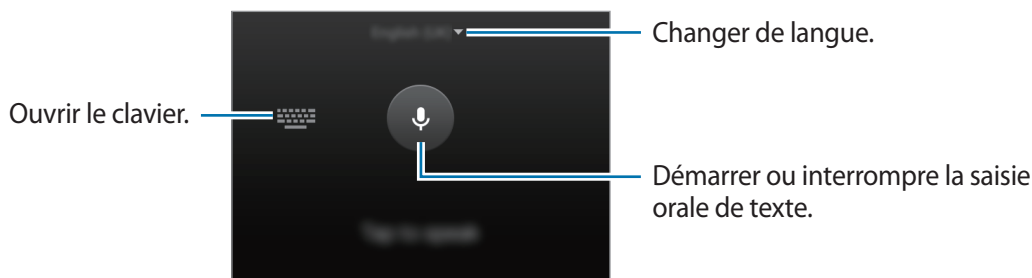 Changer de langue.
Ouvrir le clavier.
Démarrer ou interrompre la saisie
orale de texte.